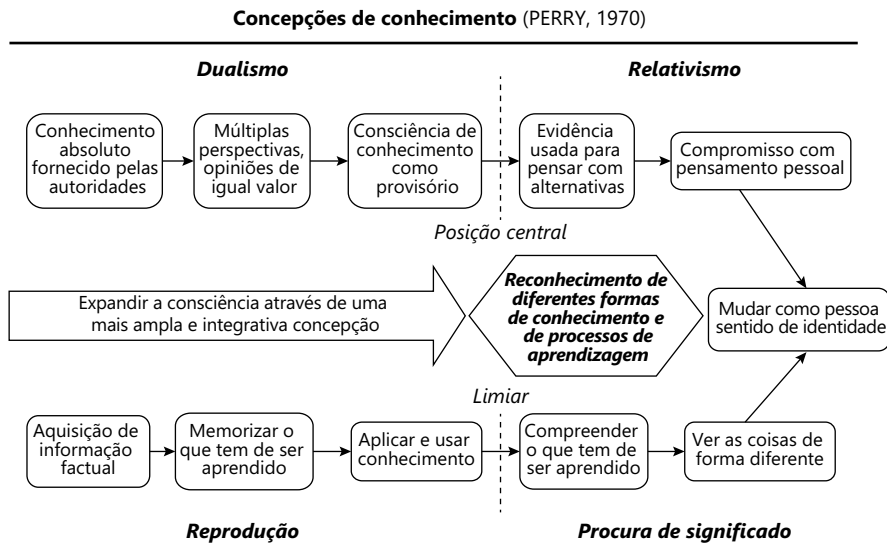 Concepções de conhecimento (PERRY, 1970)
Dualismo
Relativismo
Conhecimento
absoluto
fornecido pelas
autoridades
Múltiplas
perspectivas,
opiniões de
igual valor
Consciência de
conhecimento
como
provisório
Evidência
usada para
pensar com
alternativas
Compromisso com
pensamento pessoal
Posição central
Expandir a consciência através de uma
mais ampla e integrativa concepção
Reconhecimento de
diferentes formas
de conhecimento e
de processos de
aprendizagem
Mudar como pessoa
sentido de identidade
Limiar
Aquisição de
informação
factual
Memorizar o
que tem de ser
aprendido
Aplicar e usar
conhecimento
Compreender
o que tem de
ser aprendido
Ver as coisas de
forma diferente
Reprodução
Procura de significado